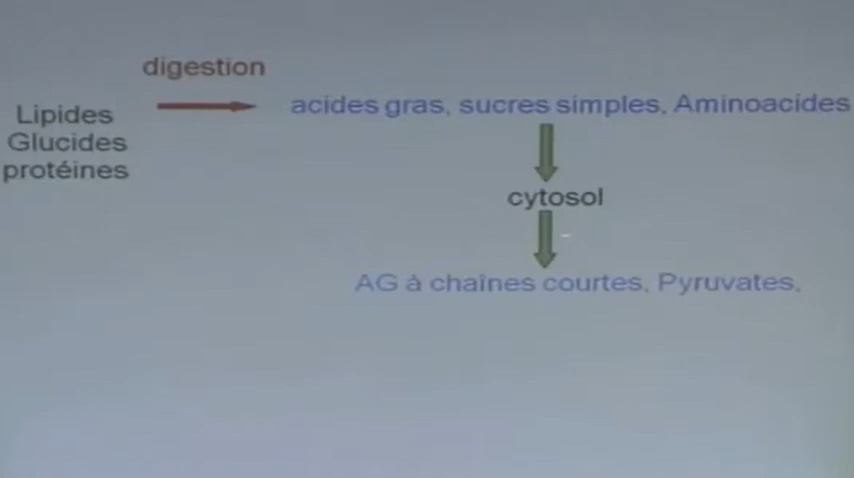 digestion
Lipides
Glucides
protéines
acides gras, sucres simples, Aminoacides
cytosol
AG à chaînes courtes, Pyruvates,